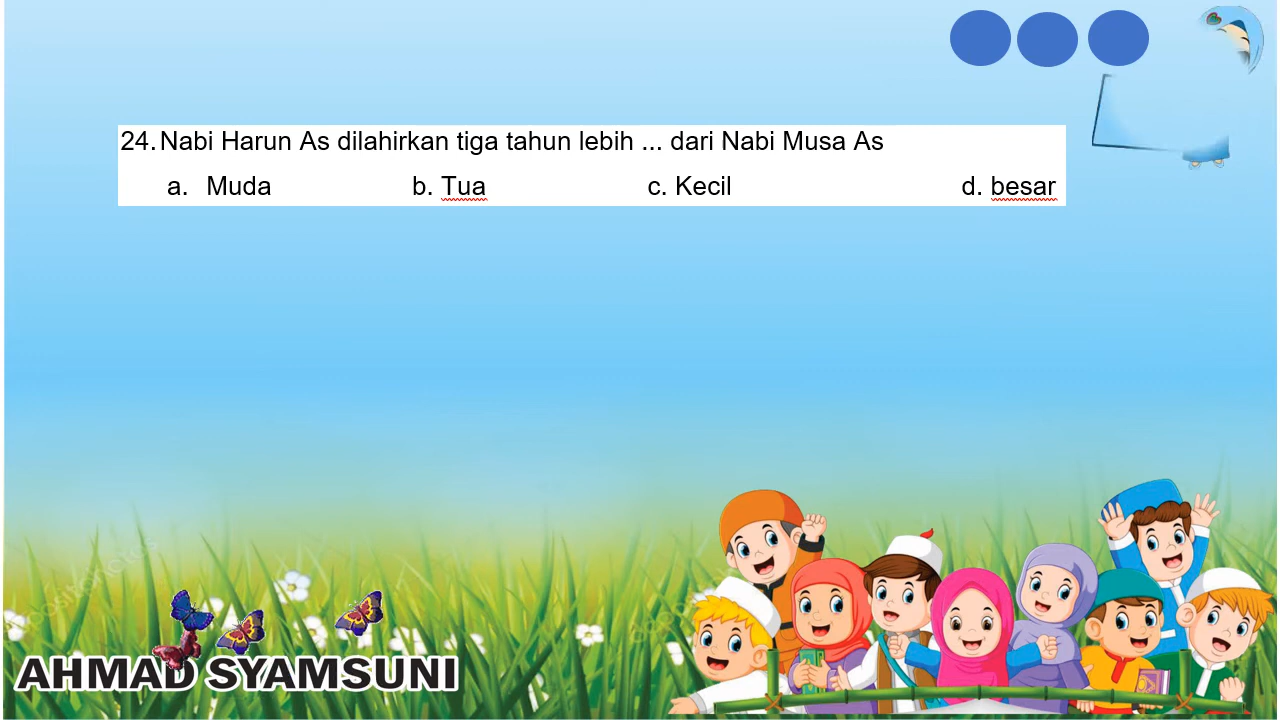 24. Nabi Harun As dilahirkan tiga tahun lebih ... dari Nabi Musa As
a. Muda b. Tua c. Kecil d. besar
AHMAD SYAMSUNI